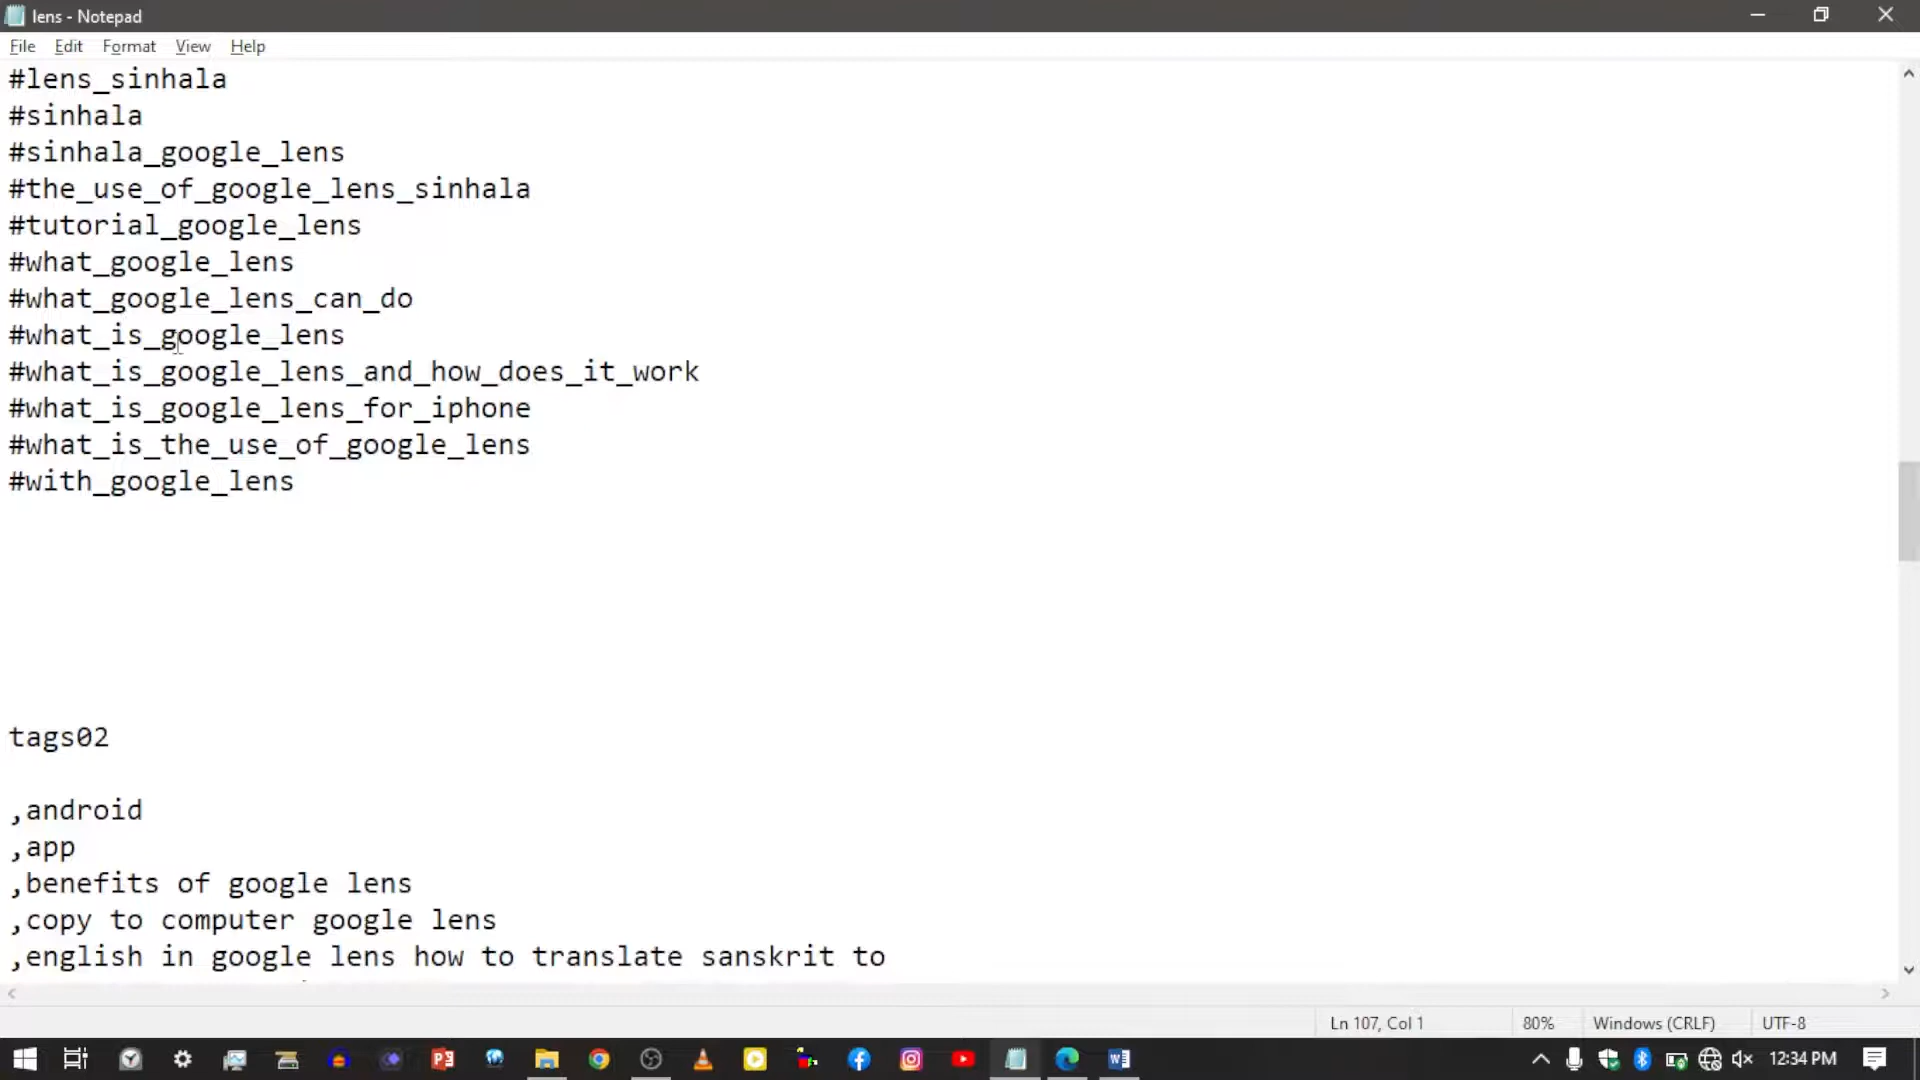 lens - Notepad
File Edit Format View Help
#lens_sinhala
#sinhala
#sinhala_google_lens
#the_use_of_google_lens_sinhala
#tutorial_google_lens
#what_google_lens
#what_google_lens_can_do
#what_is_google_lens
#what_is_google_lens_and_how_does_it_work
#what_is_google_lens_for_iphone
#what_is_the_use_of_google_lens
#with_google_lens
tags02
,android
,app
,benefits of google lens
,copy to computer google lens
,english in google lens how to translate sanskrit to
Ln 107, Col 1 80% Windows (CRLF) UTF-8
12:34 PM